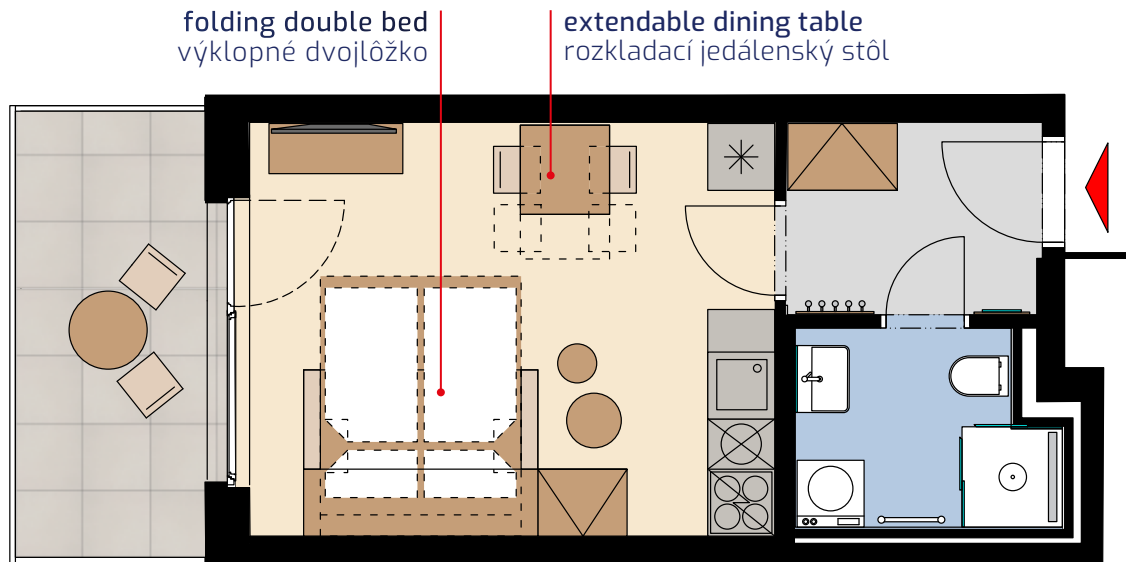 folding double bed
výklopné dvojlôžko
extendable dining table
rozkladací jedálenský stôl